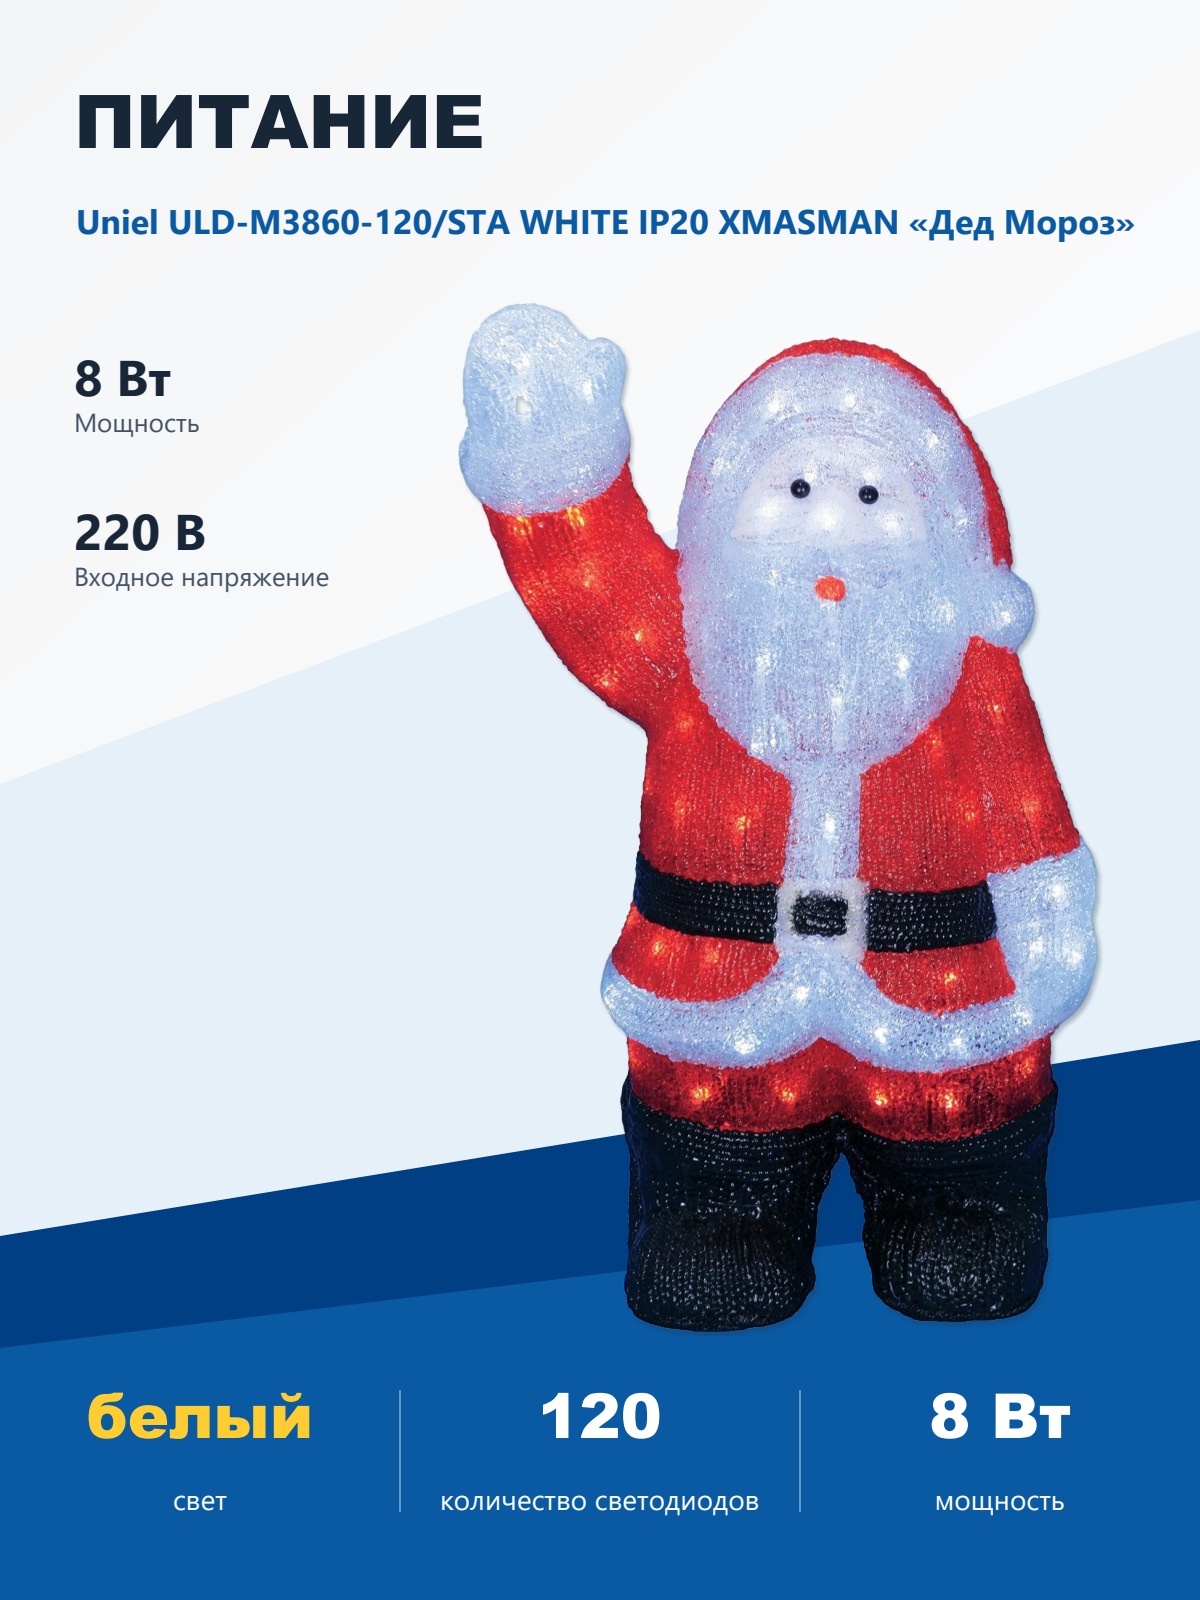 ПИТАНИЕ
Uniel ULD-M3860-120/STA WHITE IP20 XMASMAN «Дед Мороз»
8 Вт
Мощность
220 В
Входное напряжение
белый
свет
120
количество светодиодов
8 Вт
мощность